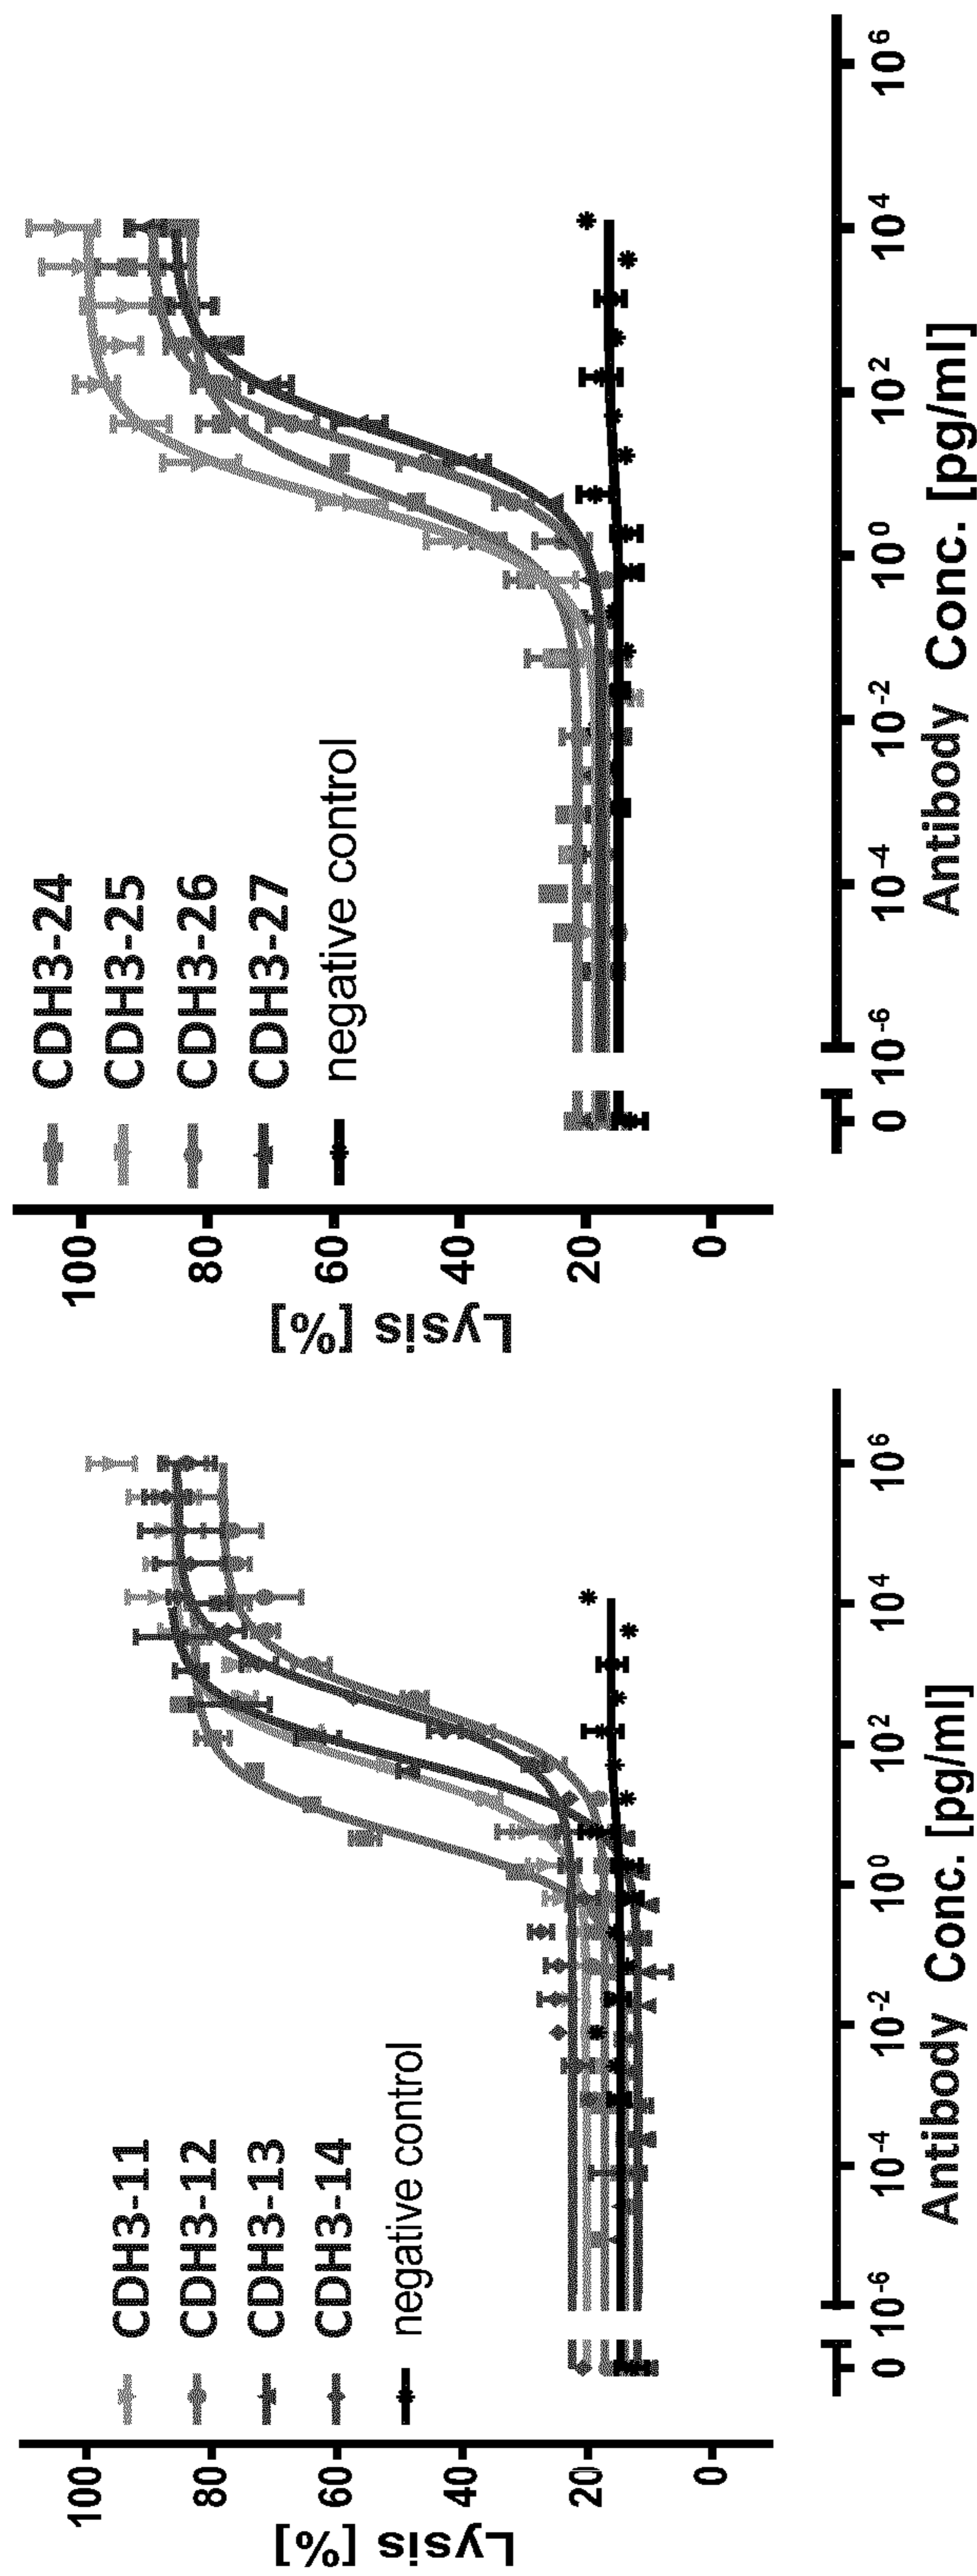 Lysis [%]
100
80
60
40
20
0
CDH3-11
CDH3-12
CDH3-13
CDH3-14
negative control
0 10-6 10-4 10-2 100 102 104 106
Antibody Conc. [pg/ml]
Lysis [%]
100
80
60
40
20
0
CDH3-24
CDH3-25
CDH3-26
CDH3-27
negative control
0 10-6 10-4 10-2 100 102 104 106
Antibody Conc. [pg/ml]